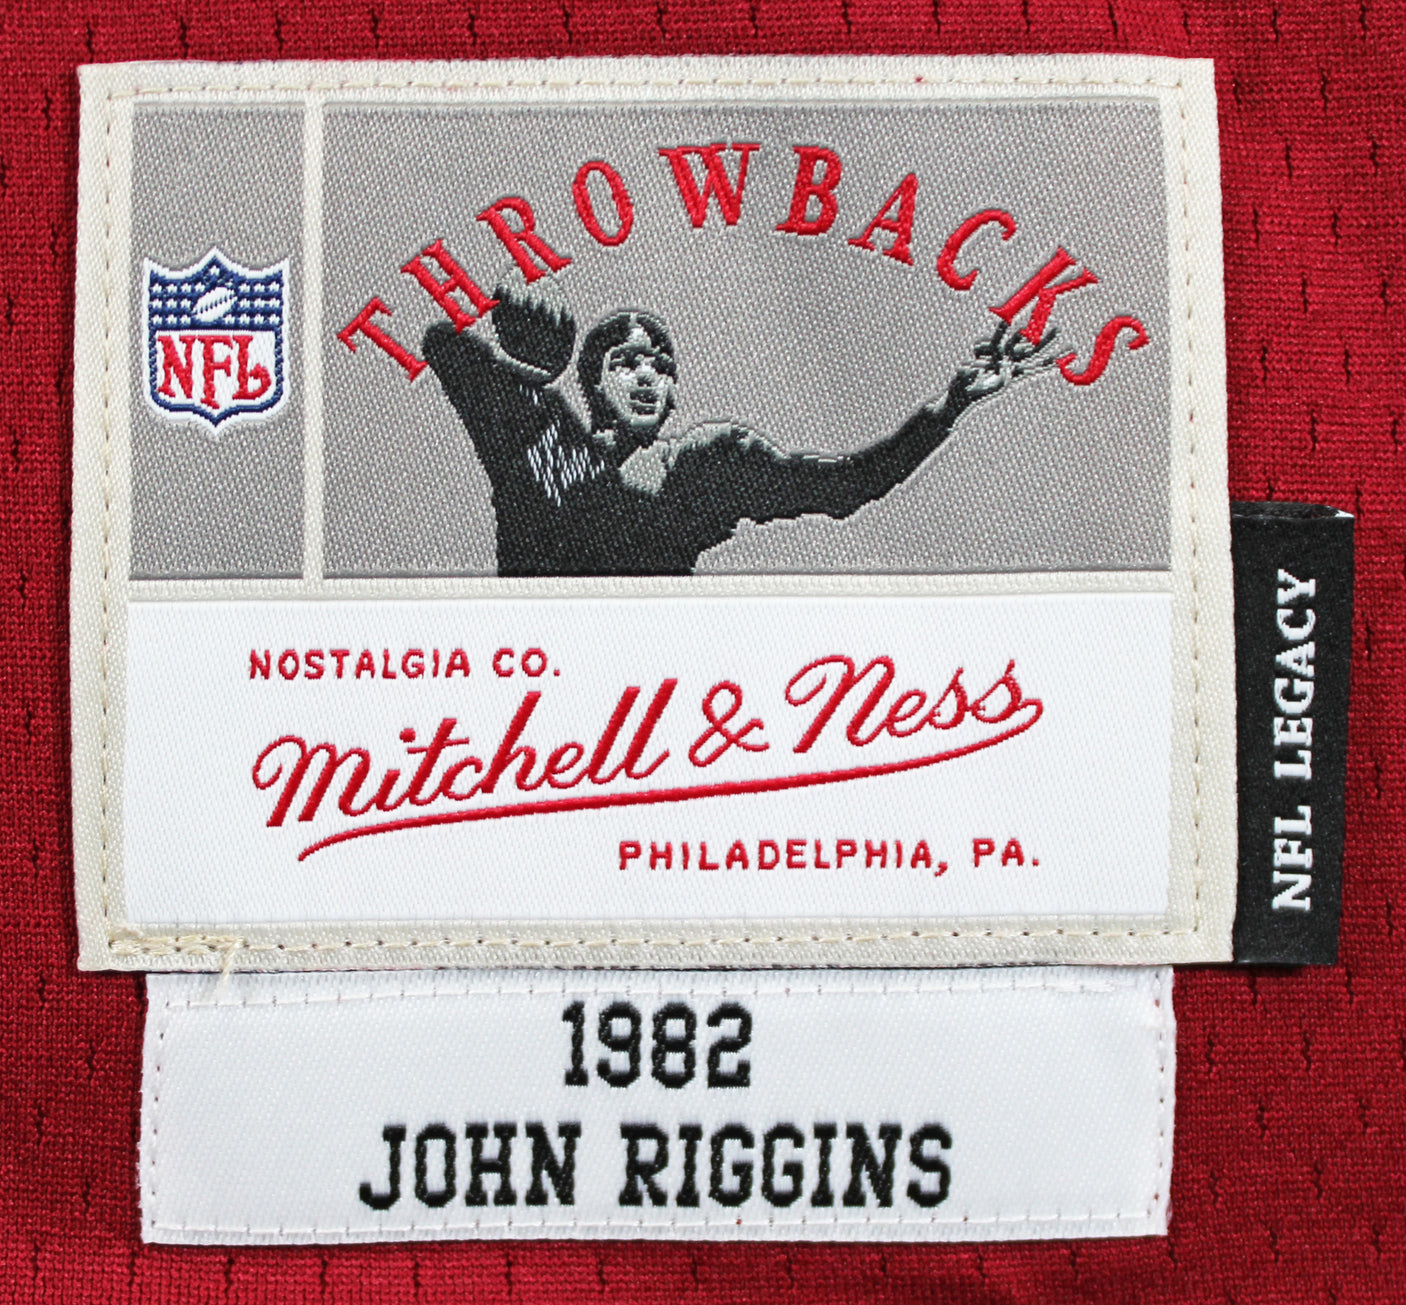 THROWBACKS
NFL
NOSTALGIA CO.
Mitchell & Ness
PHILADELPHIA, PA.
NFL LEGACY
1982
JOHN RIGGINS